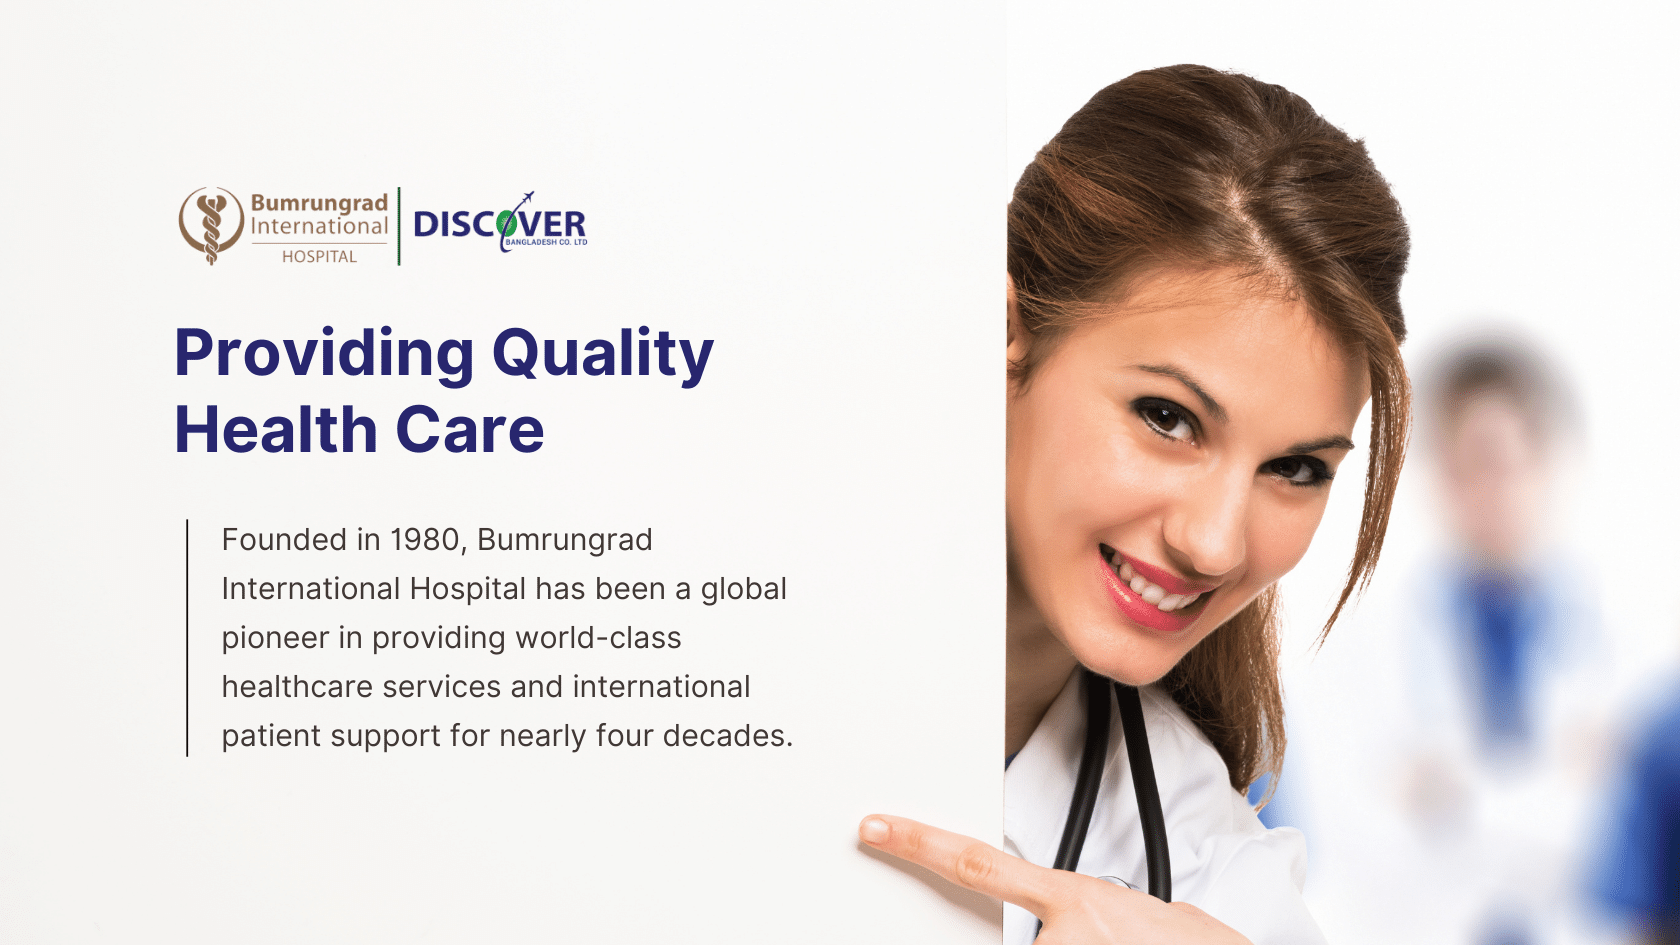 Bumrungrad
International
HOSPITAL
DISCOVER
BANGLADESH CO. LTD
Providing Quality
Health Care
Founded in 1980, Bumrungrad
International Hospital has been a global
pioneer in providing world-class
healthcare services and international
patient support for nearly four decades.